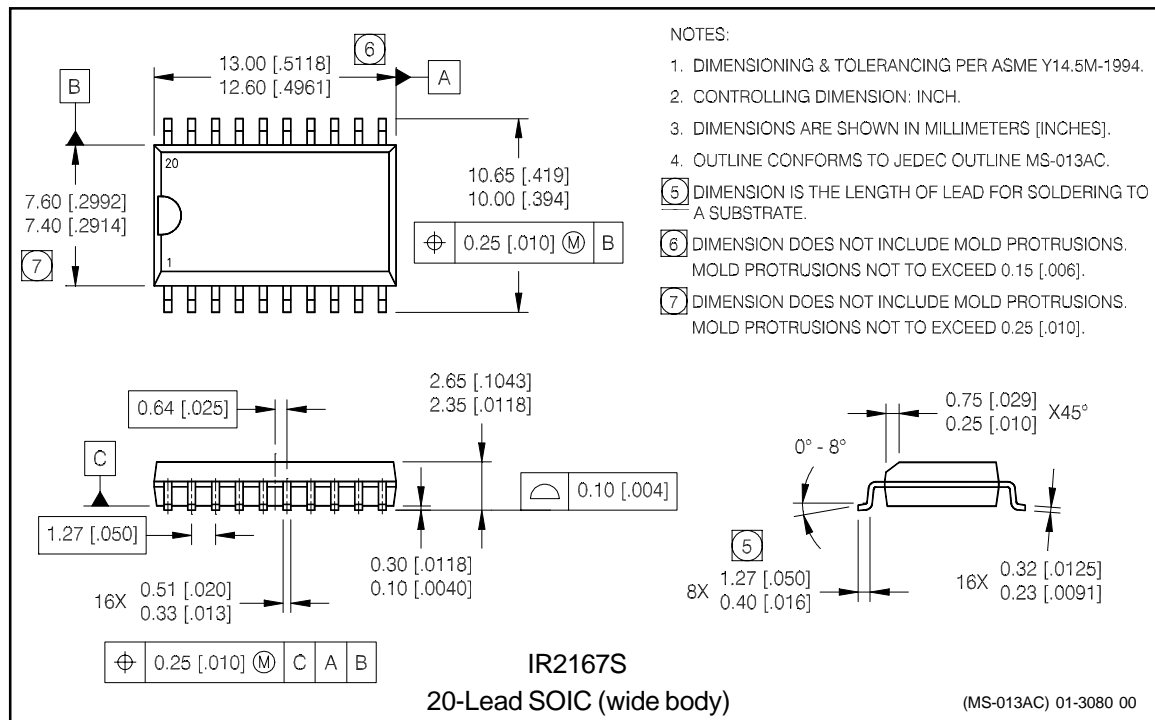 13.00 [.5118]
12.60 [.4961]
6
A
B
20
1
7.60 [.2992]
7.40 [.2914]
7
10.65 [.419]
10.00 [.394]
⌖ 0.25 [.010] Ⓜ B
NOTES:
1. DIMENSIONING & TOLERANCING PER ASME Y14.5M-1994.
2. CONTROLLING DIMENSION: INCH.
3. DIMENSIONS ARE SHOWN IN MILLIMETERS [INCHES].
4. OUTLINE CONFORMS TO JEDEC OUTLINE MS-013AC.
5 DIMENSION IS THE LENGTH OF LEAD FOR SOLDERING TO
A SUBSTRATE.
6 DIMENSION DOES NOT INCLUDE MOLD PROTRUSIONS.
MOLD PROTRUSIONS NOT TO EXCEED 0.15 [.006].
7 DIMENSION DOES NOT INCLUDE MOLD PROTRUSIONS.
MOLD PROTRUSIONS NOT TO EXCEED 0.25 [.010].
0.64 [.025]
2.65 [.1043]
2.35 [.0118]
C
⌓ 0.10 [.004]
1.27 [.050]
0.30 [.0118]
0.10 [.0040]
16X 0.51 [.020]
0.33 [.013]
⌖ 0.25 [.010] Ⓜ C A B
0.75 [.029]
0.25 [.010] X45°
0° - 8°
5
8X 1.27 [.050]
0.40 [.016]
16X 0.32 [.0125]
0.23 [.0091]
IR2167S
20-Lead SOIC (wide body)
(MS-013AC) 01-3080 00